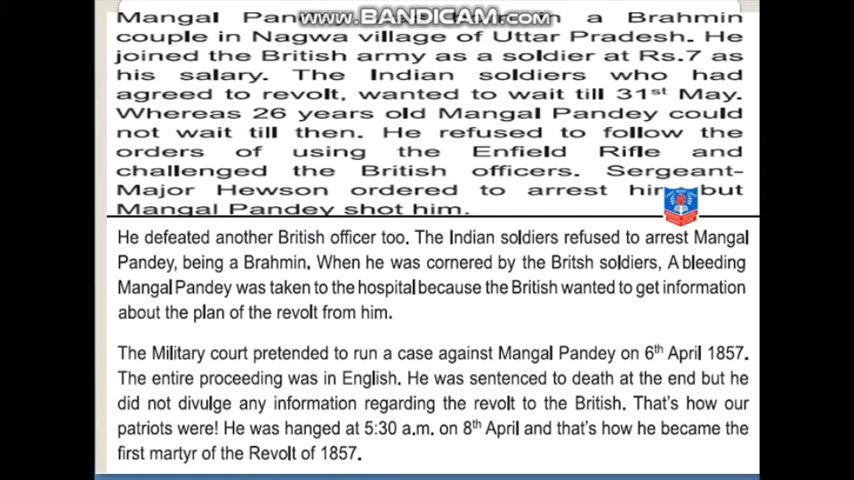 www.BANDICAM.com
Mangal Pandey was born in a Brahmin
couple in Nagwa village of Uttar Pradesh. He
joined the British army as a soldier at Rs.7 as
his salary. The Indian soldiers who had
agreed to revolt, wanted to wait till 31st May.
Whereas 26 years old Mangal Pandey could
not wait till then. He refused to follow the
orders of using the Enfield Rifle and
challenged the British officers. Sergeant-
Major Hewson ordered to arrest him but
Mangal Pandey shot him.
He defeated another British officer too. The Indian soldiers refused to arrest Mangal
Pandey, being a Brahmin. When he was cornered by the Britsh soldiers, A bleeding
Mangal Pandey was taken to the hospital because the British wanted to get information
about the plan of the revolt from him.
The Military court pretended to run a case against Mangal Pandey on 6th April 1857.
The entire proceeding was in English. He was sentenced to death at the end but he
did not divulge any information regarding the revolt to the British. That's how our
patriots were! He was hanged at 5:30 a.m. on 8th April and that's how he became the
first martyr of the Revolt of 1857.